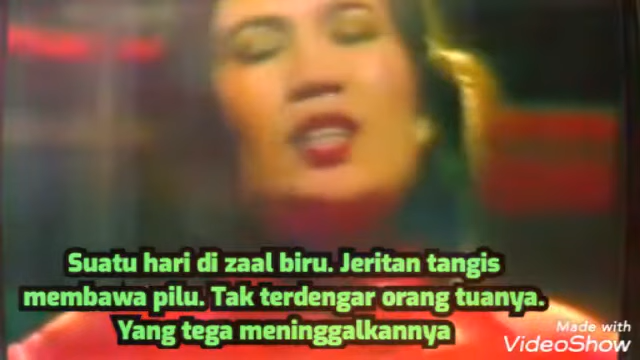 Suatu hari di zaal biru. Jeritan tangis
membawa pilu. Tak terdengar orang tuanya.
Yang tega meninggalkannya
Made with
VideoShow